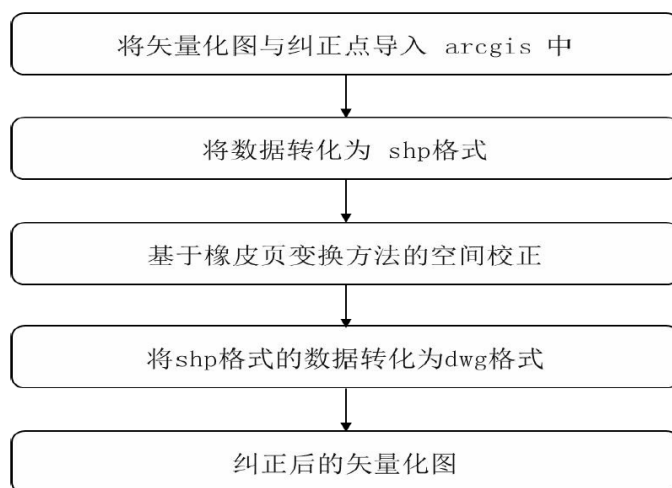 将矢量化图与纠正点导入 arcgis 中
将数据转化为 shp格式
基于橡皮页变换方法的空间校正
将shp格式的数据转化为dwg格式
纠正后的矢量化图